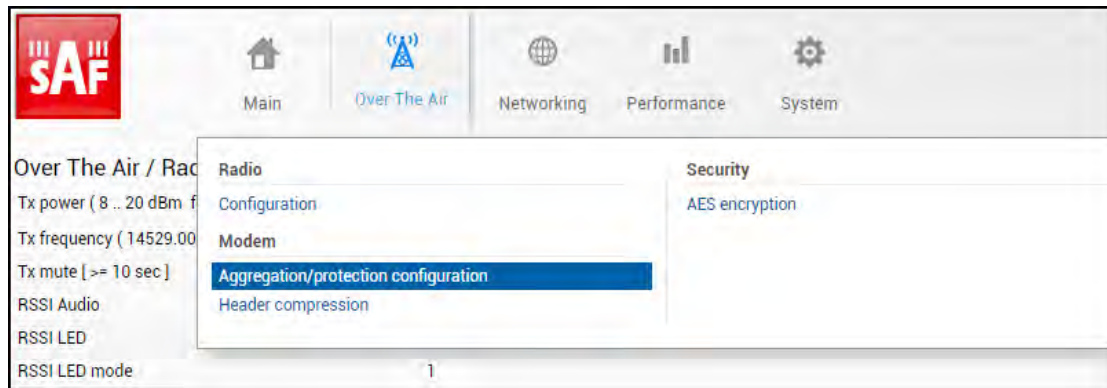 SAF
Main
Over The Air
Networking
Performance
System
Over The Air / Rad
Radio
Security
Tx power ( 8 .. 20 dBm f
Configuration
AES encryption
Tx frequency ( 14529.00
Modem
Tx mute [ >= 10 sec ]
Aggregation/protection configuration
RSSI Audio
Header compression
RSSI LED
RSSI LED mode
1